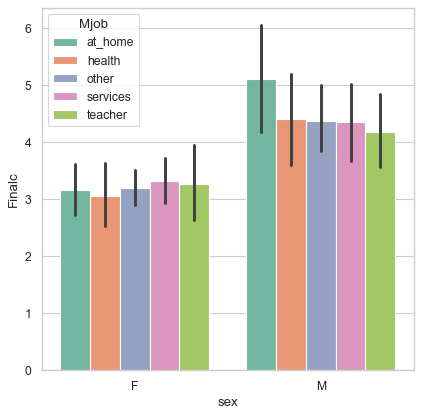 Mjob
at_home
health
other
services
teacher
6
5
4
3
2
1
0
Finalc
F
M
sex